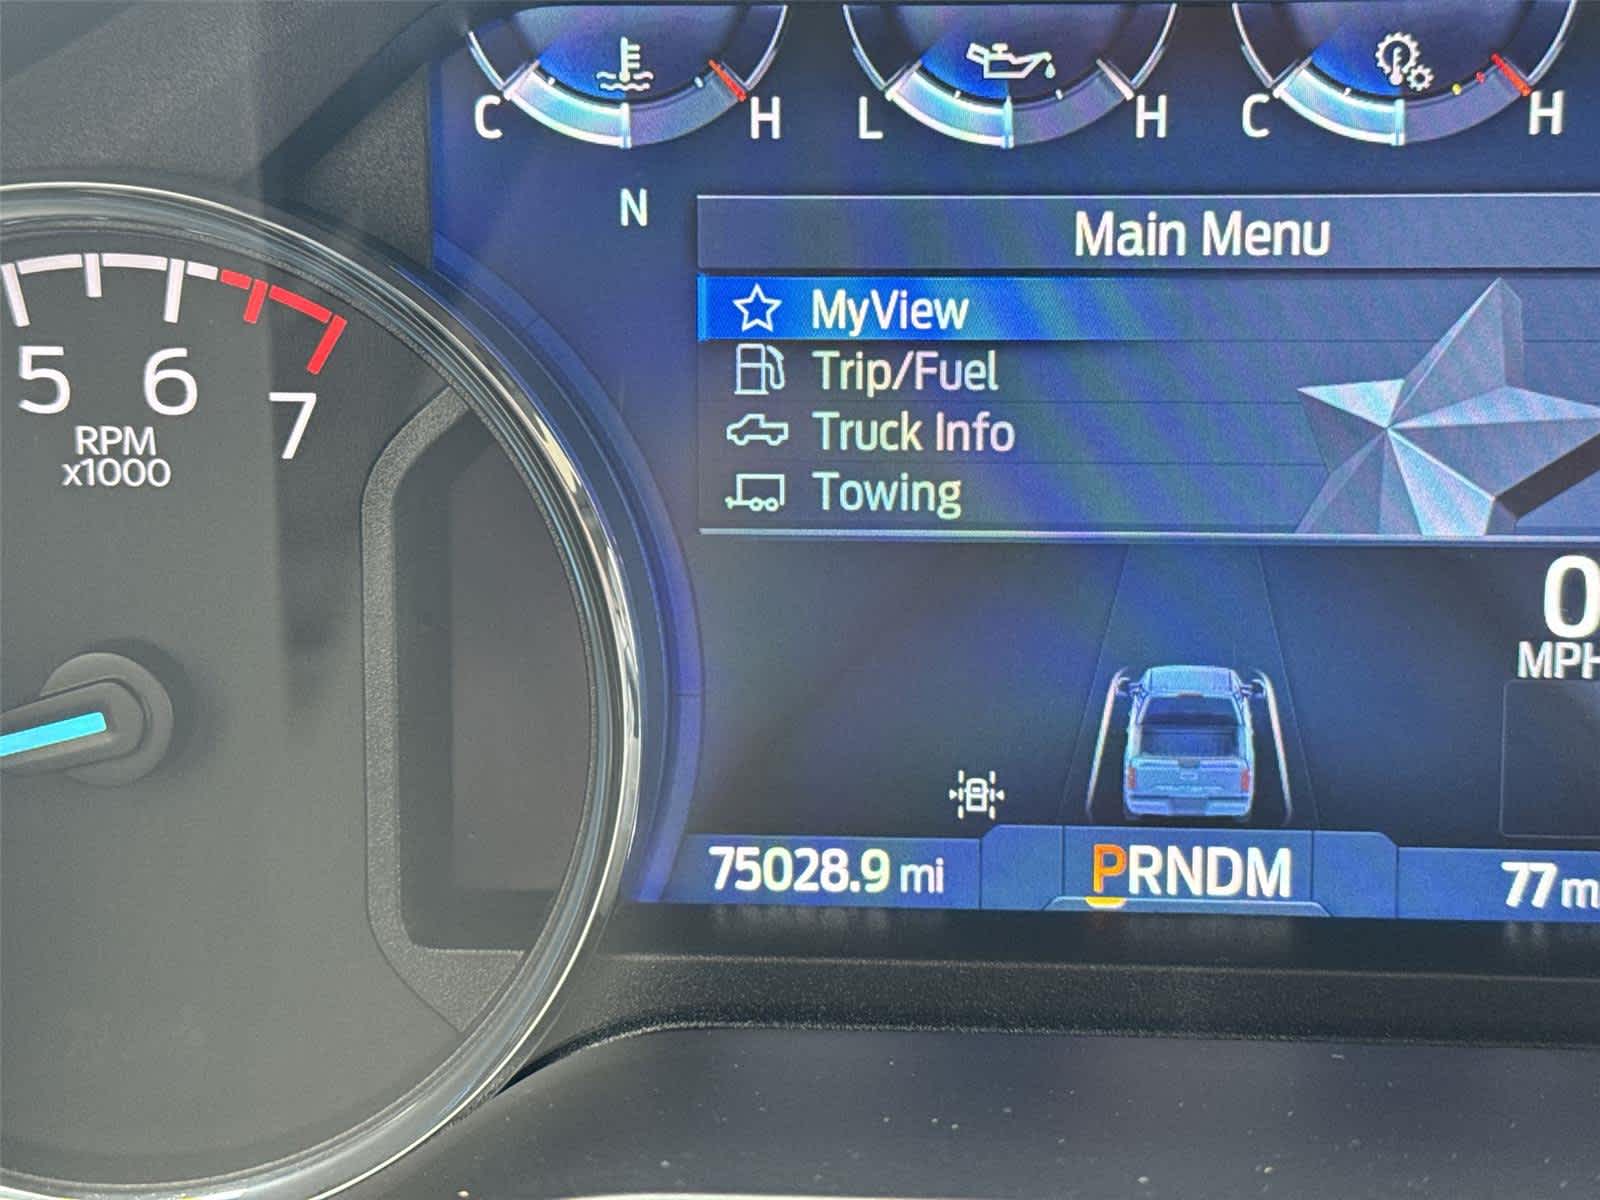 C H L H C H
N
Main Menu
MyView
Trip/Fuel
Truck Info
Towing
5 6 7
RPM
x1000
0
MPH
75028.9 mi PRNDM 77 m